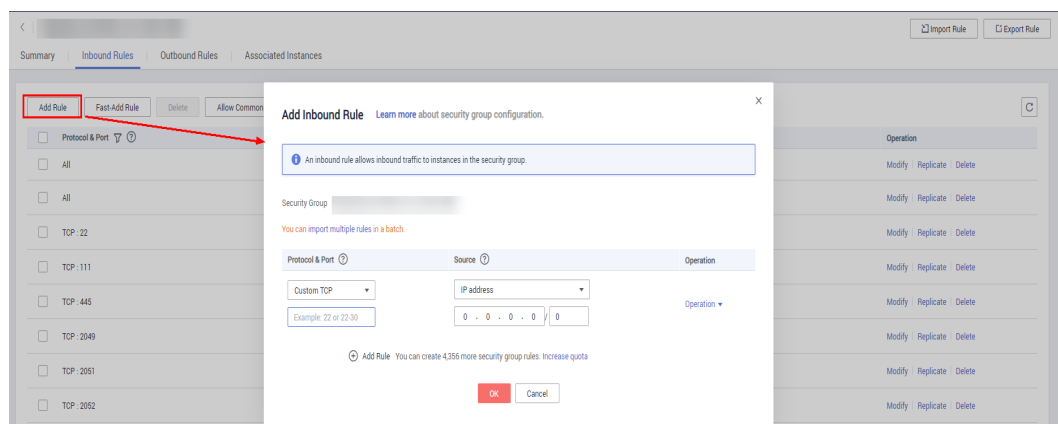 Import Rule
Export Rule
Summary
Inbound Rules
Outbound Rules
Associated Instances
Add Rule
Fast-Add Rule
Delete
Allow Common
Add Inbound Rule Learn more about security group configuration.
An inbound rule allows inbound traffic to instances in the security group.
Security Group
You can import multiple rules in a batch.
Protocol & Port
Source
Operation
Custom TCP
IP address
Operation
Example: 22 or 22-30
0 . 0 . 0 . 0 / 0
Add Rule You can create 4,356 more security group rules. Increase quota
OK
Cancel
Protocol & Port
Operation
All
Modify Replicate Delete
All
Modify Replicate Delete
TCP : 22
Modify Replicate Delete
TCP : 111
Modify Replicate Delete
TCP : 445
Modify Replicate Delete
TCP : 2049
Modify Replicate Delete
TCP : 2051
Modify Replicate Delete
TCP : 2052
Modify Replicate Delete